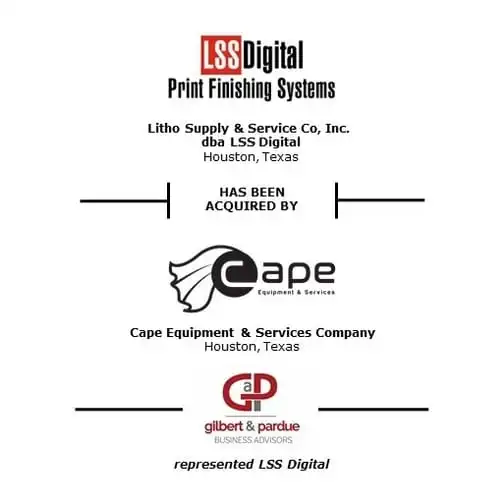 LSSDigital
Print Finishing Systems
Litho Supply & Service Co, Inc.
dba LSS Digital
Houston, Texas
HAS BEEN
ACQUIRED BY
Cape
Equipment & Services
Cape Equipment & Services Company
Houston, Texas
GaP
gilbert & pardue
BUSINESS ADVISORS
represented LSS Digital